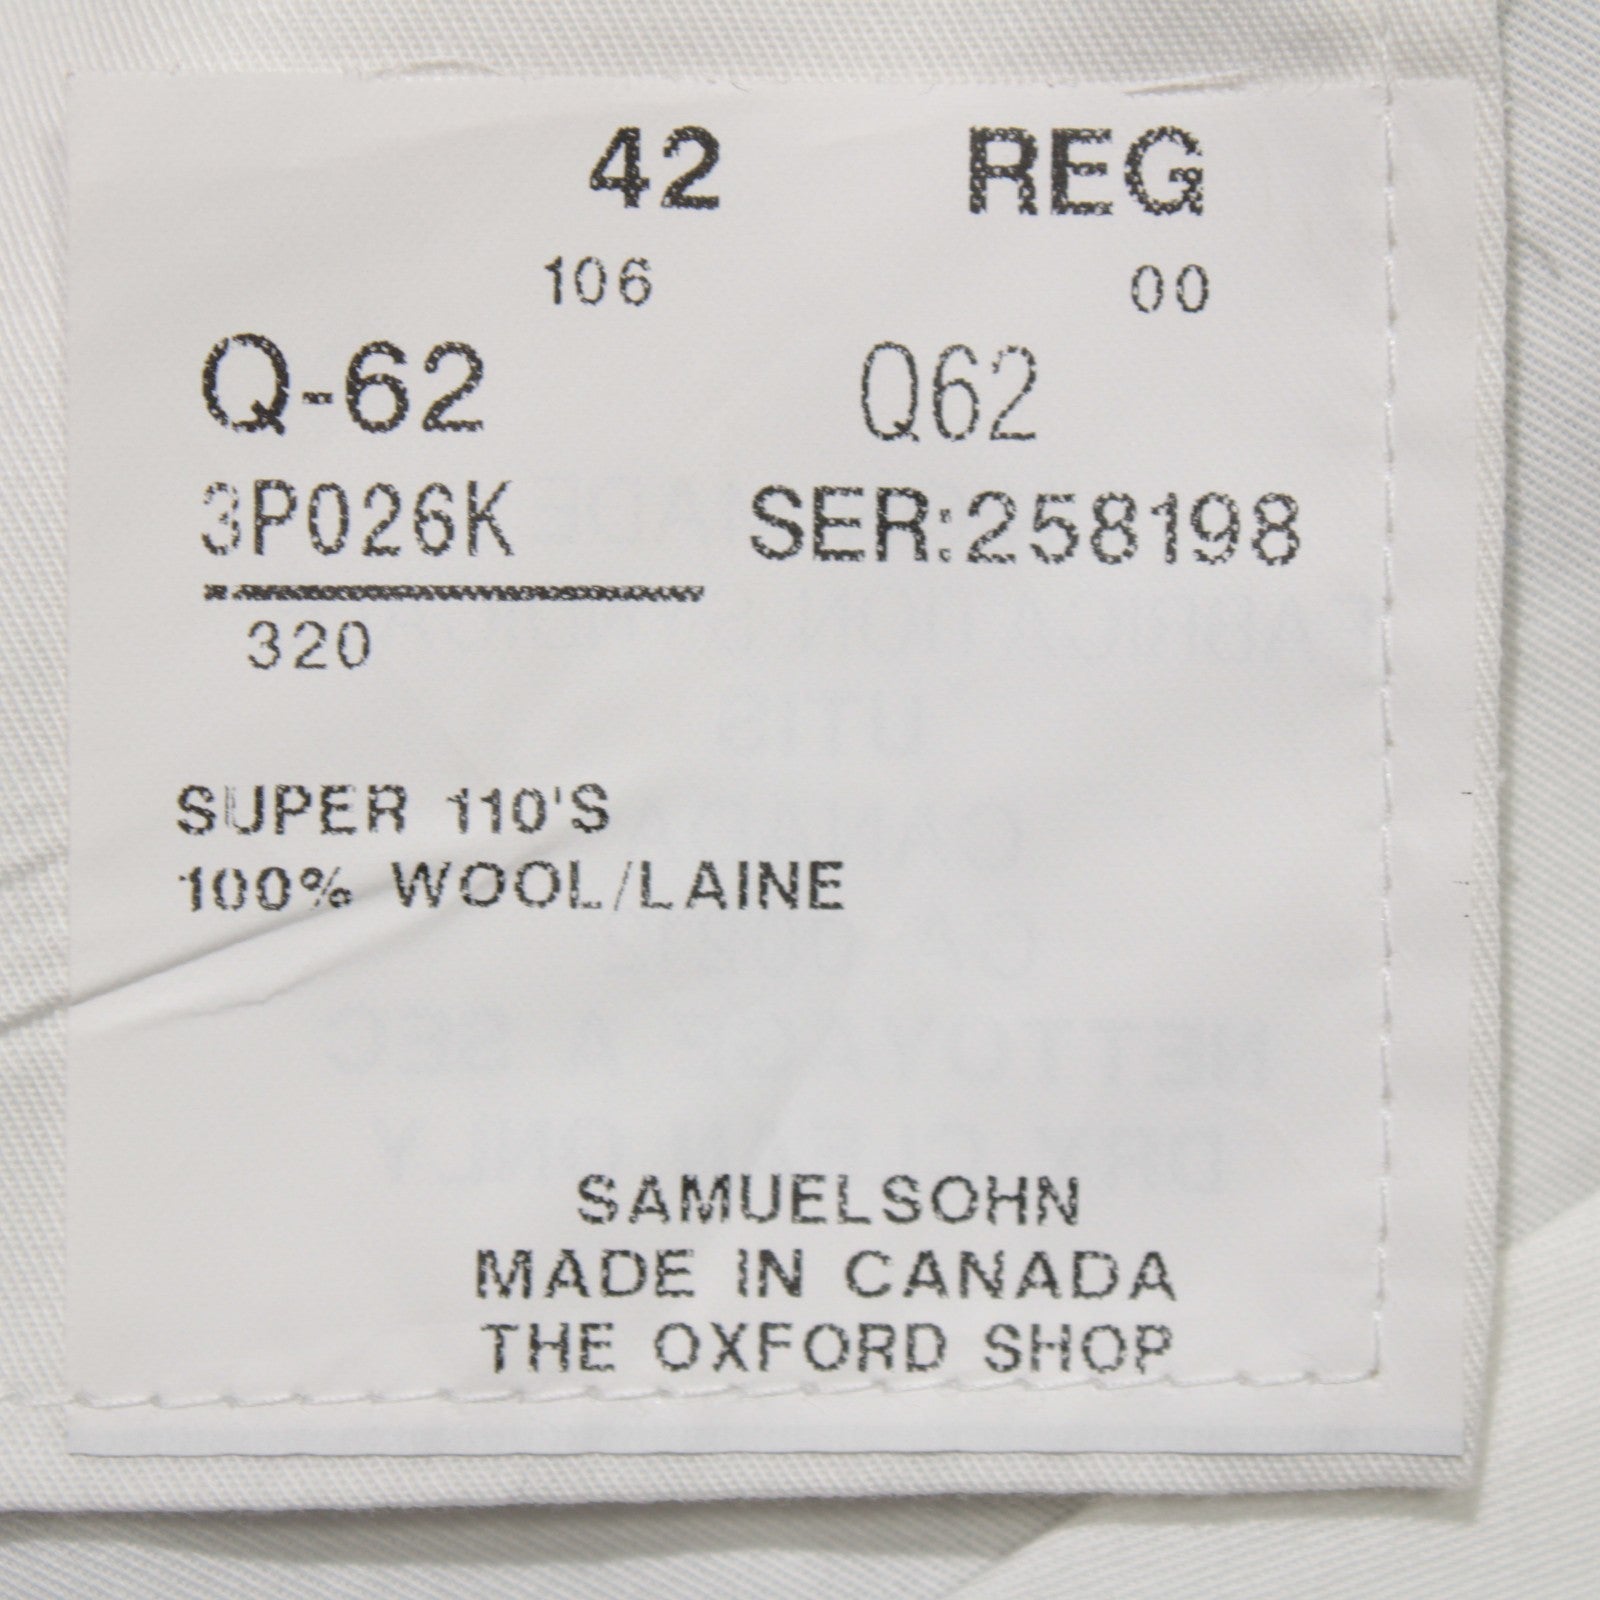 42 REG
106 00
Q-62 Q62
3P026K SER:258198
320
SUPER 110'S
100% WOOL/LAINE
SAMUELSOHN
MADE IN CANADA
THE OXFORD SHOP